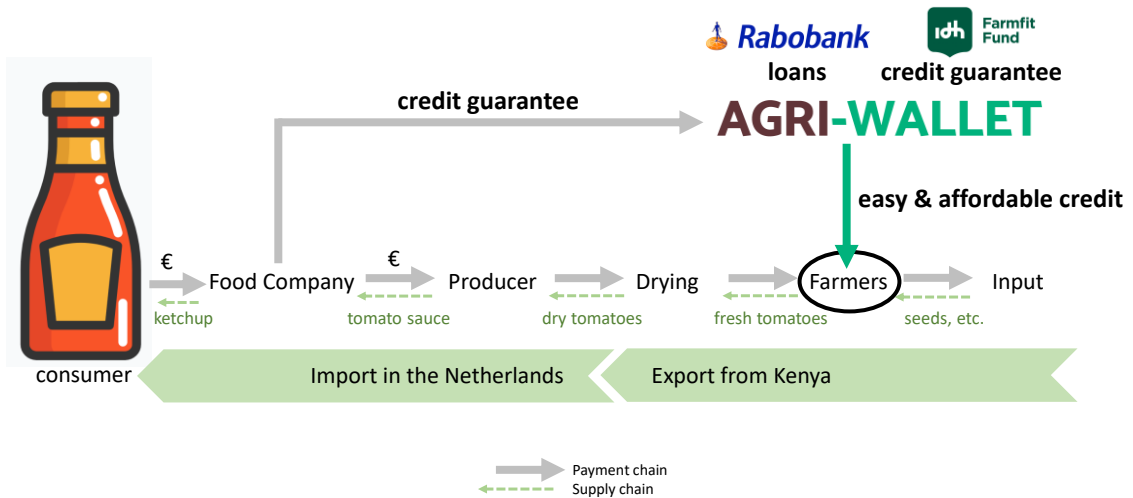 Rabobank
idh
Farmfit
Fund
loans
credit guarantee
credit guarantee
AGRI-WALLET
easy & affordable credit
€
€
Food Company
Producer
Drying
Farmers
Input
ketchup
tomato sauce
dry tomatoes
fresh tomatoes
seeds, etc.
consumer
Import in the Netherlands
Export from Kenya
Payment chain
Supply chain